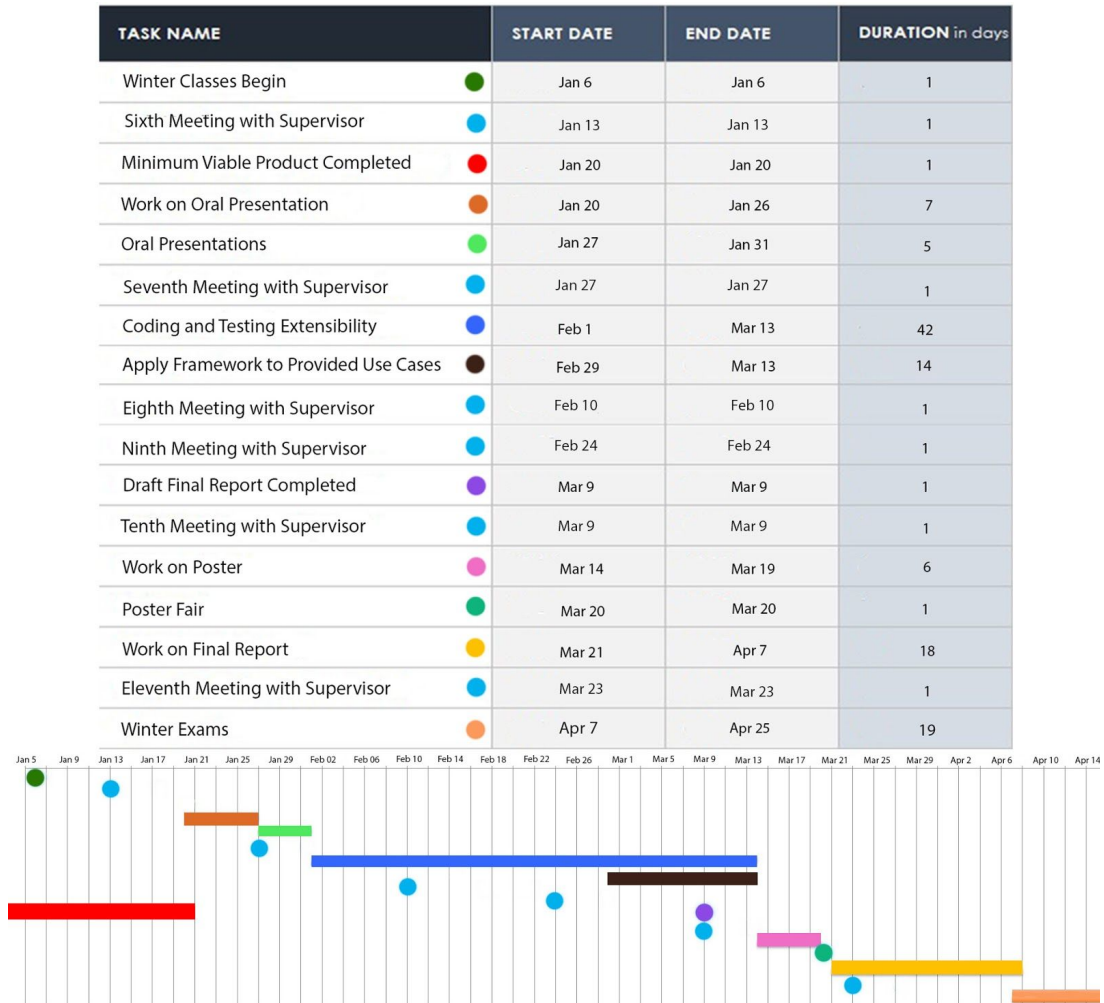 TASK NAME START DATE END DATE DURATION in days
Winter Classes Begin Jan 6 Jan 6 1
Sixth Meeting with Supervisor Jan 13 Jan 13 1
Minimum Viable Product Completed Jan 20 Jan 20 1
Work on Oral Presentation Jan 20 Jan 26 7
Oral Presentations Jan 27 Jan 31 5
Seventh Meeting with Supervisor Jan 27 Jan 27 1
Coding and Testing Extensibility Feb 1 Mar 13 42
Apply Framework to Provided Use Cases Feb 29 Mar 13 14
Eighth Meeting with Supervisor Feb 10 Feb 10 1
Ninth Meeting with Supervisor Feb 24 Feb 24 1
Draft Final Report Completed Mar 9 Mar 9 1
Tenth Meeting with Supervisor Mar 9 Mar 9 1
Work on Poster Mar 14 Mar 19 6
Poster Fair Mar 20 Mar 20 1
Work on Final Report Mar 21 Apr 7 18
Eleventh Meeting with Supervisor Mar 23 Mar 23 1
Winter Exams Apr 7 Apr 25 19
Jan 5 Jan 9 Jan 13 Jan 17 Jan 21 Jan 25 Jan 29 Feb 02 Feb 06 Feb 10 Feb 14 Feb 18 Feb 22 Feb 26 Mar 1 Mar 5 Mar 9 Mar 13 Mar 17 Mar 21 Mar 25 Mar 29 Apr 2 Apr 6 Apr 10 Apr 14